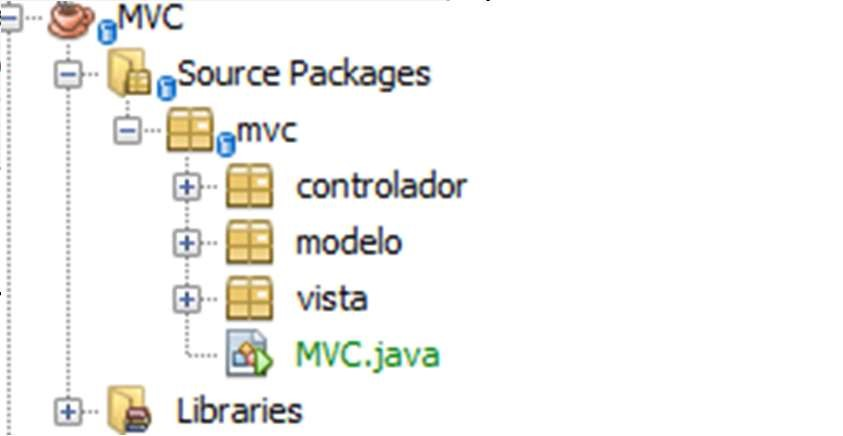 MVC
Source Packages
mvc
controlador
modelo
vista
MVC.java
Libraries